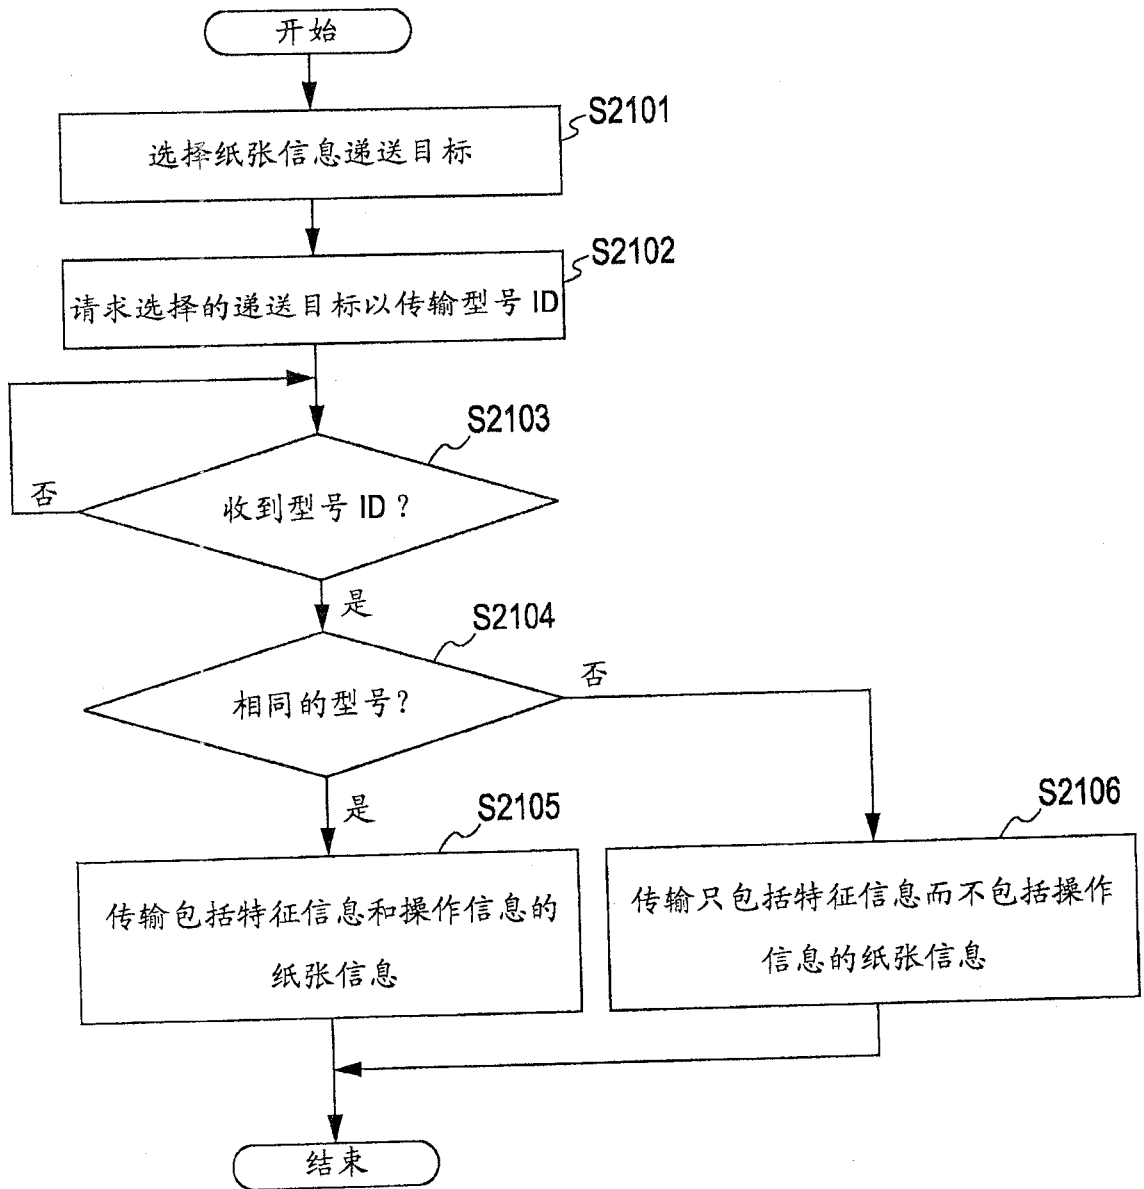 开始
S2101
选择纸张信息递送目标
S2102
请求选择的递送目标以传输型号 ID
S2103
否
收到型号 ID？
是
S2104
否
相同的型号？
是
S2105
S2106
传输包括特征信息和操作信息的
纸张信息
传输只包括特征信息而不包括操作
信息的纸张信息
结束